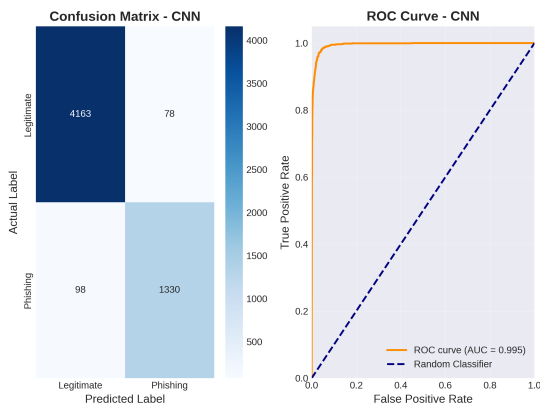 Confusion Matrix - CNN
Actual Label
Legitimate
Phishing
4163
78
98
1330
Legitimate
Phishing
Predicted Label
4000
3500
3000
2500
2000
1500
1000
500
ROC Curve - CNN
True Positive Rate
1.0
0.8
0.6
0.4
0.2
0.0
ROC curve (AUC = 0.995)
Random Classifier
0.0
0.2
0.4
0.6
0.8
1.0
False Positive Rate